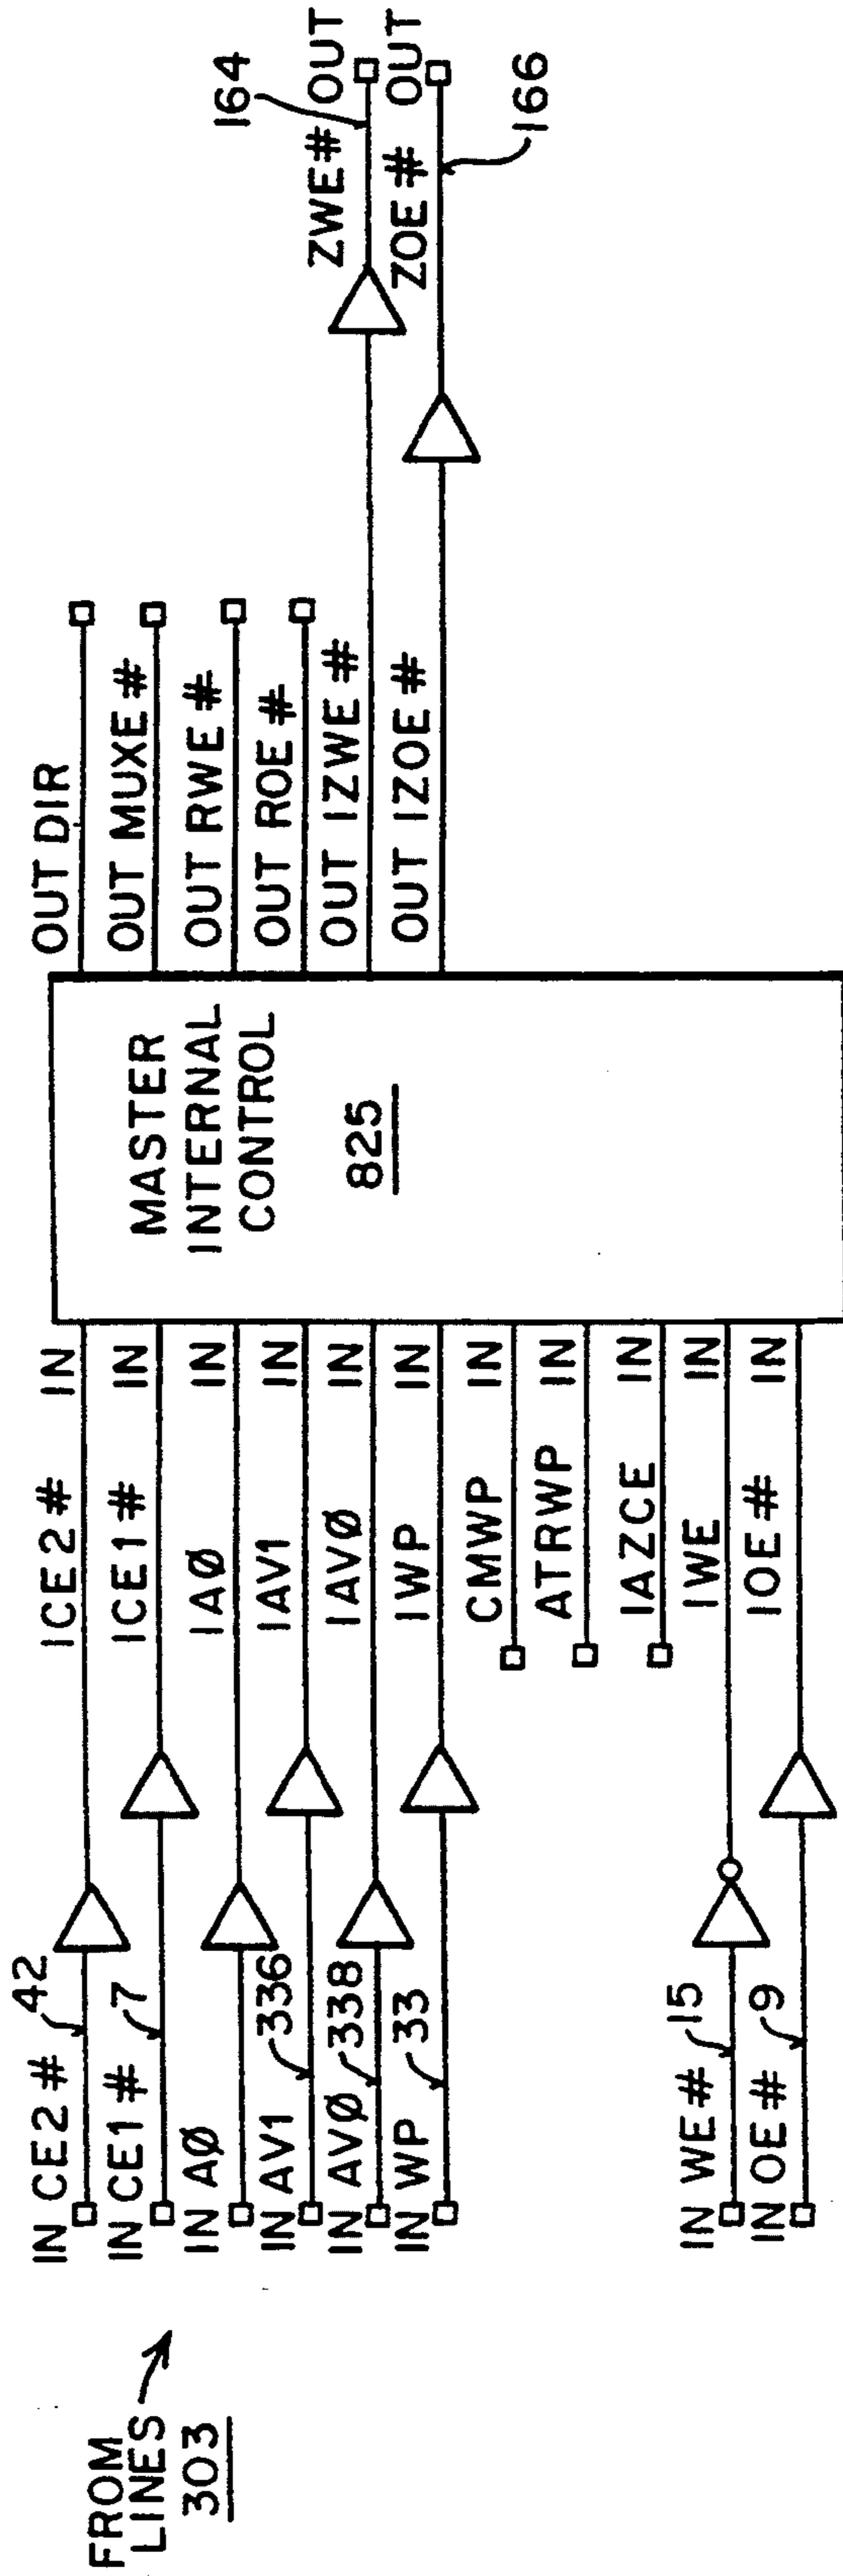 FROM
LINES
303
IN CE2# 42
IN CE1# 7
IN AØ
IN AV1 336
IN AVØ 338
IN WP 33
IN WE# 15
IN OE# 9
ICE2# IN
ICE1# IN
IAØ IN
IAV1 IN
IAVØ IN
IWP IN
CMWP IN
ATRWP IN
IAZCE IN
IWE IN
IOE# IN
MASTER
INTERNAL
CONTROL
825
OUT DIR
OUT MUXE#
OUT RWE#
OUT ROE#
OUT IZWE#
OUT IZOE#
164
ZWE# OUT
ZOE# OUT
166